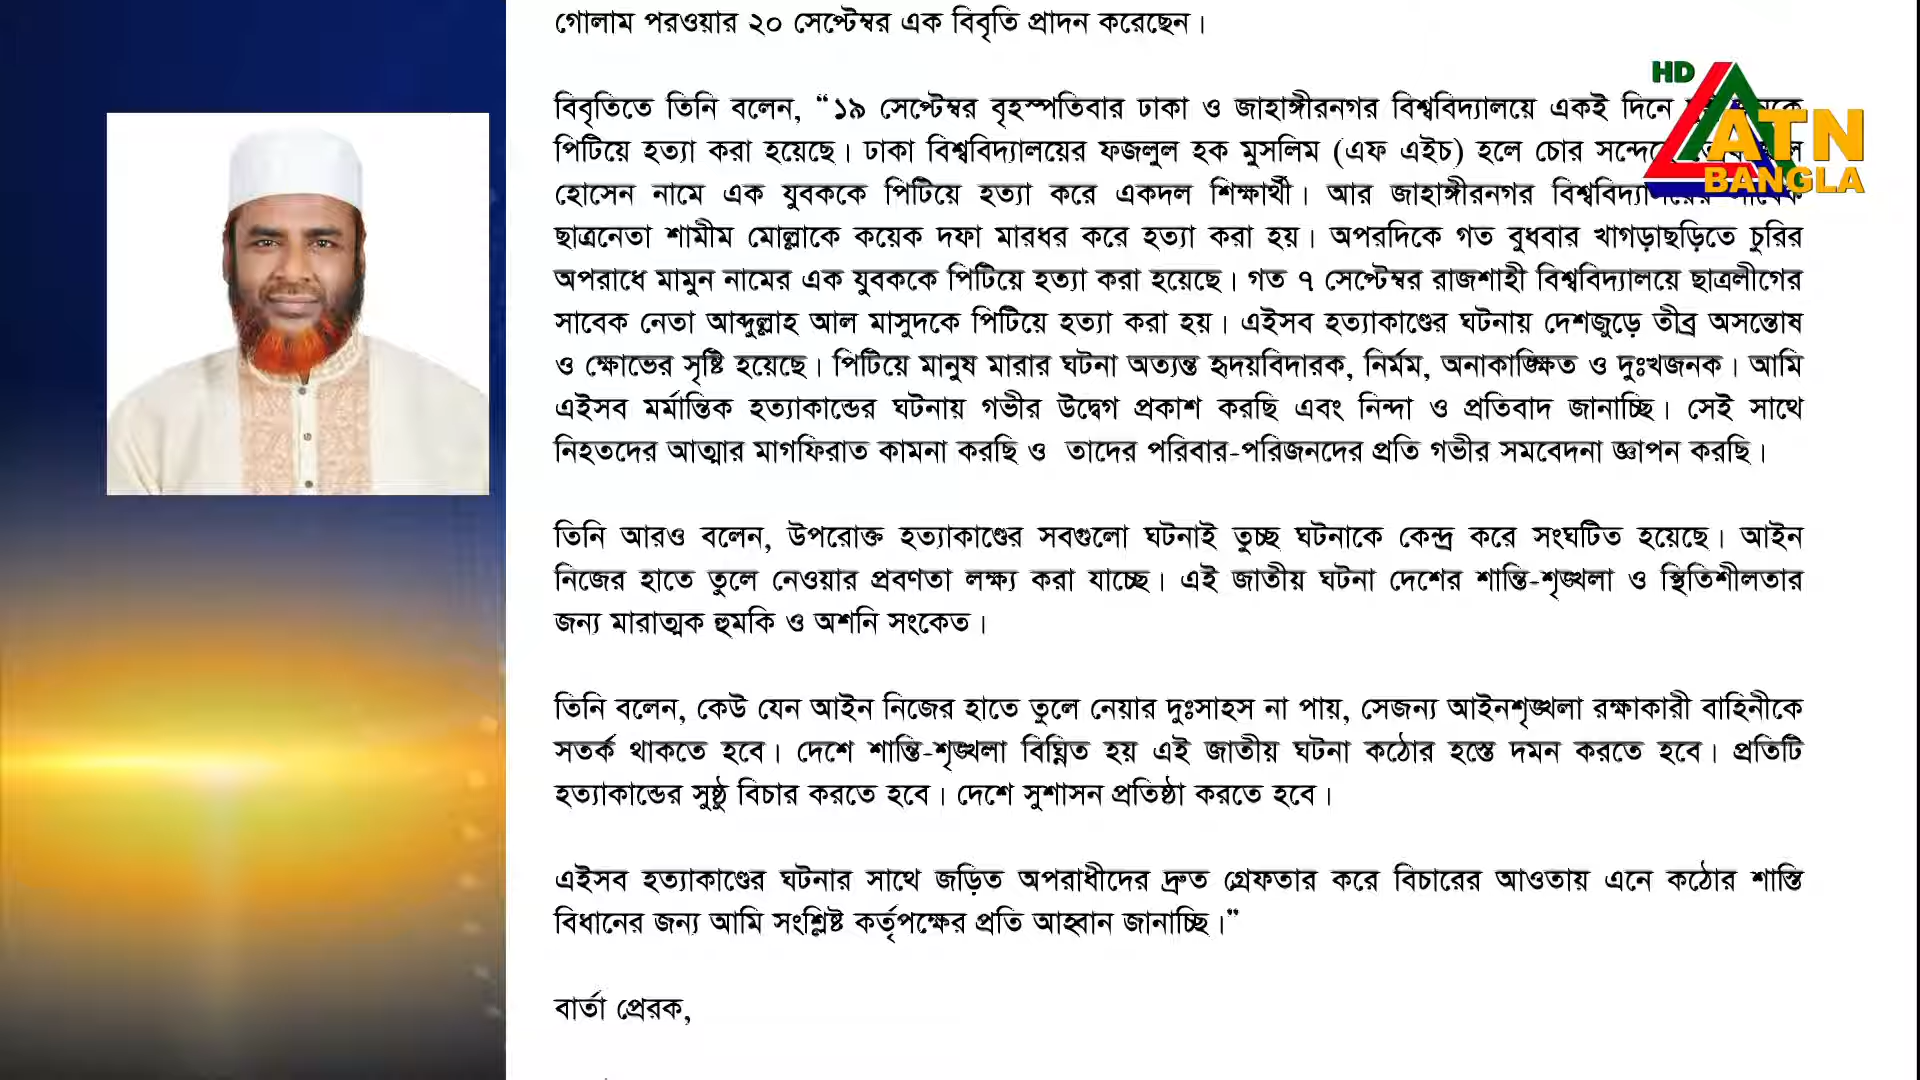 গোলাম পরওয়ার ২০ সেপ্টেম্বর এক বিবৃতি প্রাদন করেছেন।
বিবৃতিতে তিনি বলেন, “১৯ সেপ্টেম্বর বৃহস্পতিবার ঢাকা ও জাহাঙ্গীরনগর বিশ্ববিদ্যালয়ে একই দিনে
পিটিয়ে হত্যা করা হয়েছে। ঢাকা বিশ্ববিদ্যালয়ের ফজলুল হক মুসলিম (এফ এইচ) হলে চোর সন্দেহে
হোসেন নামে এক যুবককে পিটিয়ে হত্যা করে একদল শিক্ষার্থী। আর জাহাঙ্গীরনগর বিশ্ববিদ্যালয়ের
ছাত্রনেতা শামীম মোল্লাকে কয়েক দফা মারধর করে হত্যা করা হয়। অপরদিকে গত বুধবার খাগড়াছড়িতে চুরির
অপরাধে মামুন নামের এক যুবককে পিটিয়ে হত্যা করা হয়েছে। গত ৭ সেপ্টেম্বর রাজশাহী বিশ্ববিদ্যালয়ে ছাত্রলীগের
সাবেক নেতা আব্দুল্লাহ আল মাসুদকে পিটিয়ে হত্যা করা হয়। এইসব হত্যাকাণ্ডের ঘটনায় দেশজুড়ে তীব্র অসন্তোষ
ও ক্ষোভের সৃষ্টি হয়েছে। পিটিয়ে মানুষ মারার ঘটনা অত্যন্ত হৃদয়বিদারক, নির্মম, অনাকাঙ্ক্ষিত ও দুঃখজনক। আমি
এইসব মর্মান্তিক হত্যাকান্ডের ঘটনায় গভীর উদ্বেগ প্রকাশ করছি এবং নিন্দা ও প্রতিবাদ জানাচ্ছি। সেই সাথে
নিহতদের আত্মার মাগফিরাত কামনা করছি ও তাদের পরিবার-পরিজনদের প্রতি গভীর সমবেদনা জ্ঞাপন করছি।
তিনি আরও বলেন, উপরোক্ত হত্যাকাণ্ডের সবগুলো ঘটনাই তুচ্ছ ঘটনাকে কেন্দ্র করে সংঘটিত হয়েছে। আইন
নিজের হাতে তুলে নেওয়ার প্রবণতা লক্ষ্য করা যাচ্ছে। এই জাতীয় ঘটনা দেশের শান্তি-শৃঙ্খলা ও স্থিতিশীলতার
জন্য মারাত্মক হুমকি ও অশনি সংকেত।
তিনি বলেন, কেউ যেন আইন নিজের হাতে তুলে নেয়ার দুঃসাহস না পায়, সেজন্য আইনশৃঙ্খলা রক্ষাকারী বাহিনীকে
সতর্ক থাকতে হবে। দেশে শান্তি-শৃঙ্খলা বিঘ্নিত হয় এই জাতীয় ঘটনা কঠোর হস্তে দমন করতে হবে। প্রতিটি
হত্যাকান্ডের সুষ্ঠু বিচার করতে হবে। দেশে সুশাসন প্রতিষ্ঠা করতে হবে।
এইসব হত্যাকাণ্ডের ঘটনার সাথে জড়িত অপরাধীদের দ্রুত গ্রেফতার করে বিচারের আওতায় এনে কঠোর শাস্তি
বিধানের জন্য আমি সংশ্লিষ্ট কর্তৃপক্ষের প্রতি আহ্বান জানাচ্ছি।”
বার্তা প্রেরক,
HD
ATN
BANGLA